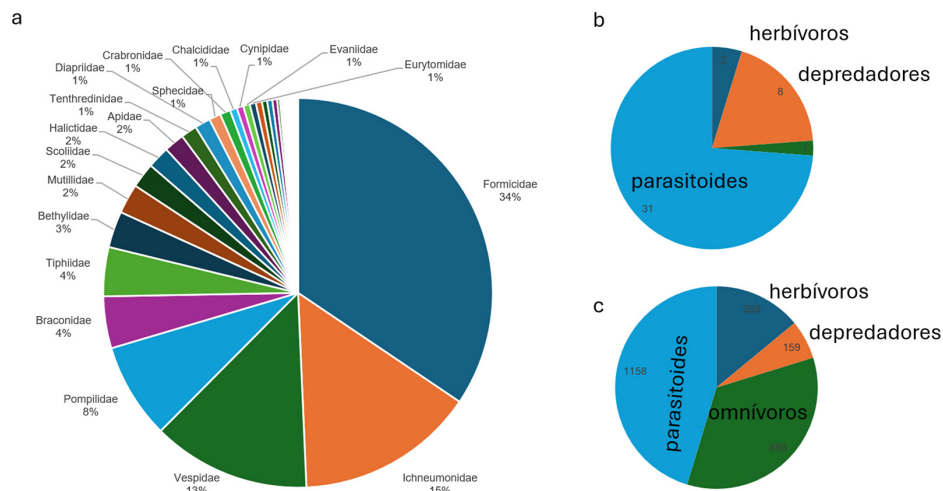 a
Formicidae
34%
Ichneumonidae
15%
Vespidae
13%
Pompilidae
8%
Braconidae
4%
Tiphiidae
4%
Bethylidae
3%
Mutillidae
2%
Scoliidae
2%
Halictidae
2%
Apidae
2%
Tenthredinidae
1%
Diapriidae
1%
Sphecidae
1%
Crabronidae
1%
Chalcididae
1%
Cynipidae
1%
Evaniidae
1%
Eurytomidae
1%
b
herbívoros
2
depredadores
8
parasitoides
31
c
herbívoros
depredadores
159
omnívoros
parasitoides
1158